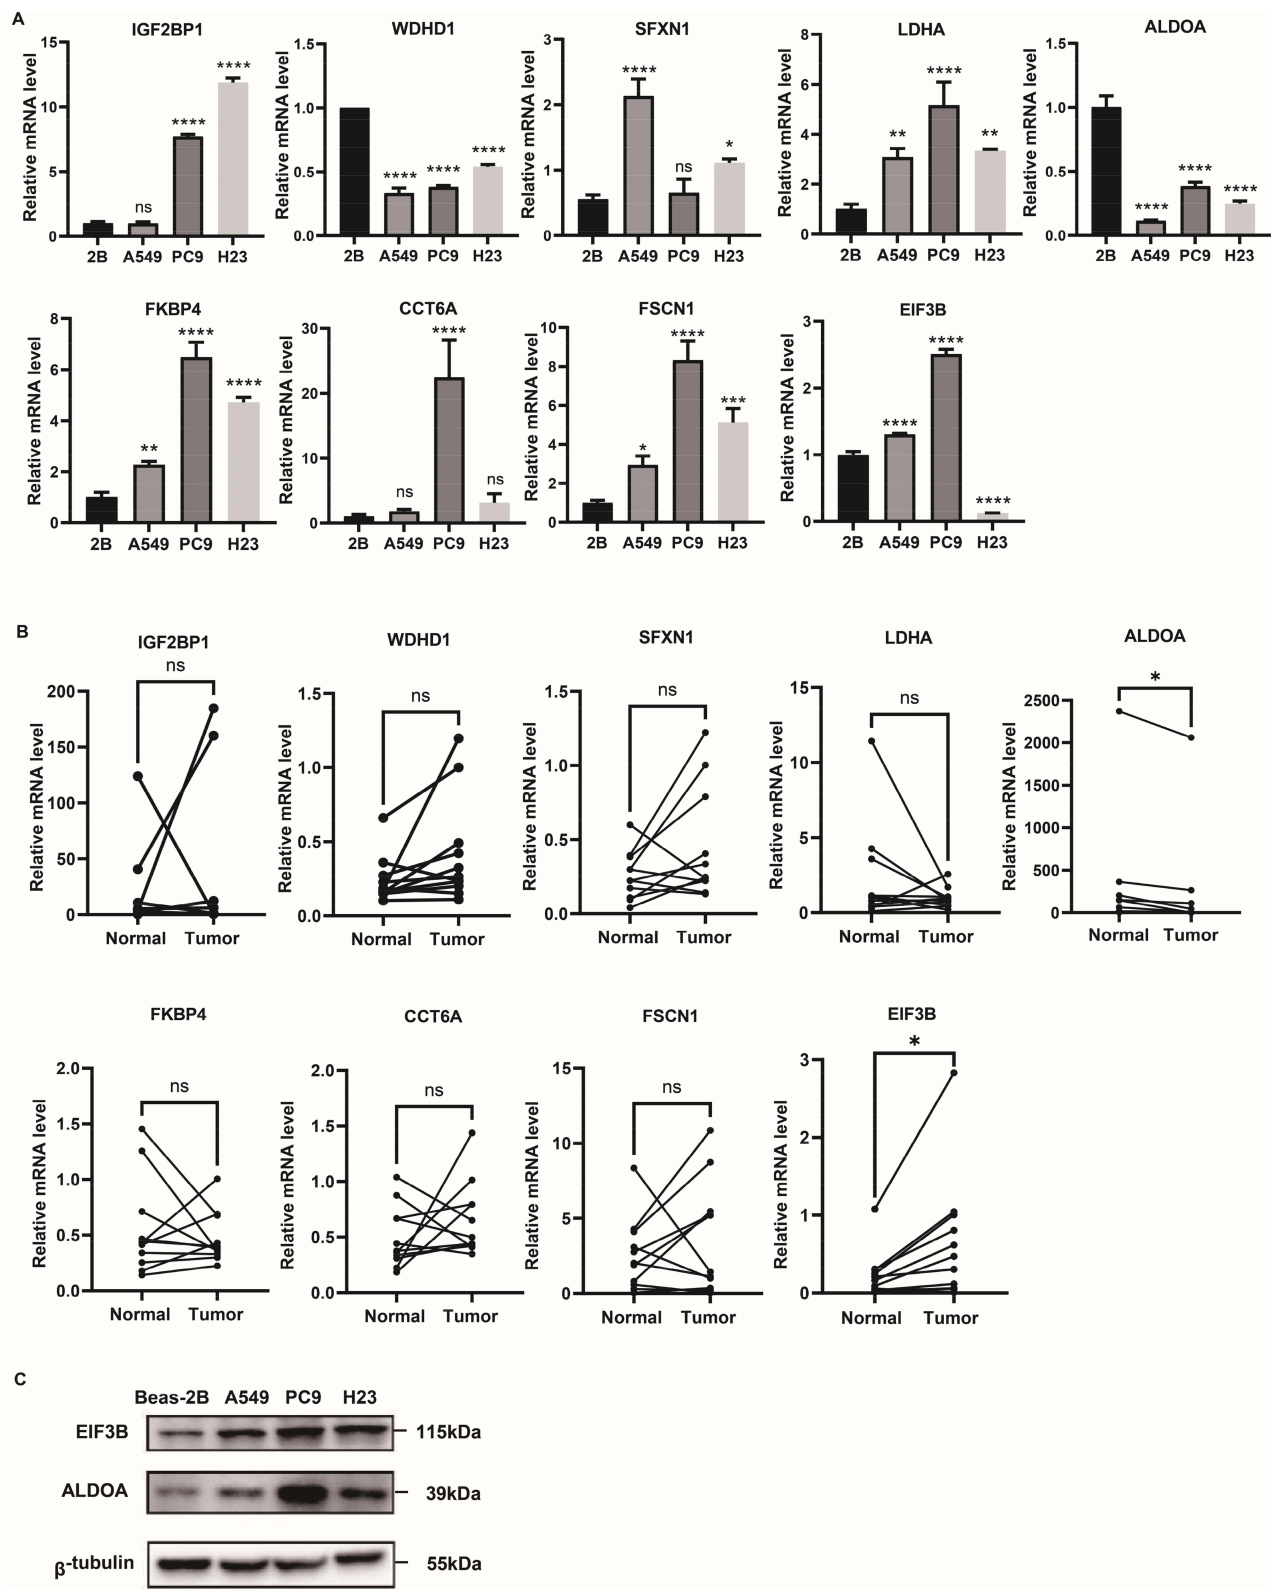 A
IGF2BP1
WDHD1
SFXN1
LDHA
ALDOA
Relative mRNA level
15
10
5
0
ns
****
****
2B A549 PC9 H23
Relative mRNA level
1.5
1.0
0.5
0.0
****
****
****
2B A549 PC9 H23
Relative mRNA level
3
2
1
0
****
ns
*
2B A549 PC9 H23
Relative mRNA level
8
6
4
2
0
**
****
**
2B A549 PC9 H23
Relative mRNA level
1.5
1.0
0.5
0.0
****
****
****
2B A549 PC9 H23
FKBP4
CCT6A
FSCN1
EIF3B
Relative mRNA level
8
6
4
2
0
**
****
****
2B A549 PC9 H23
Relative mRNA level
30
20
10
0
ns
****
ns
2B A549 PC9 H23
Relative mRNA level
10
8
6
4
2
0
*
****
***
2B A549 PC9 H23
Relative mRNA level
3
2
1
0
****
****
****
2B A549 PC9 H23
B
IGF2BP1
WDHD1
SFXN1
LDHA
ALDOA
Relative mRNA level
200
150
100
50
0
ns
Normal Tumor
Relative mRNA level
1.5
1.0
0.5
0.0
ns
Normal Tumor
Relative mRNA level
1.5
1.0
0.5
0.0
ns
Normal Tumor
Relative mRNA level
15
10
5
0
ns
Normal Tumor
Relative mRNA level
2500
2000
1500
1000
500
0
*
Normal Tumor
FKBP4
CCT6A
FSCN1
EIF3B
Relative mRNA level
2.0
1.5
1.0
0.5
0.0
ns
Normal Tumor
Relative mRNA level
2.0
1.5
1.0
0.5
0.0
ns
Normal Tumor
Relative mRNA level
15
10
5
0
ns
Normal Tumor
Relative mRNA level
3
2
1
0
*
Normal Tumor
C
Beas-2B A549 PC9 H23
EIF3B 115kDa
ALDOA 39kDa
β-tubulin 55kDa